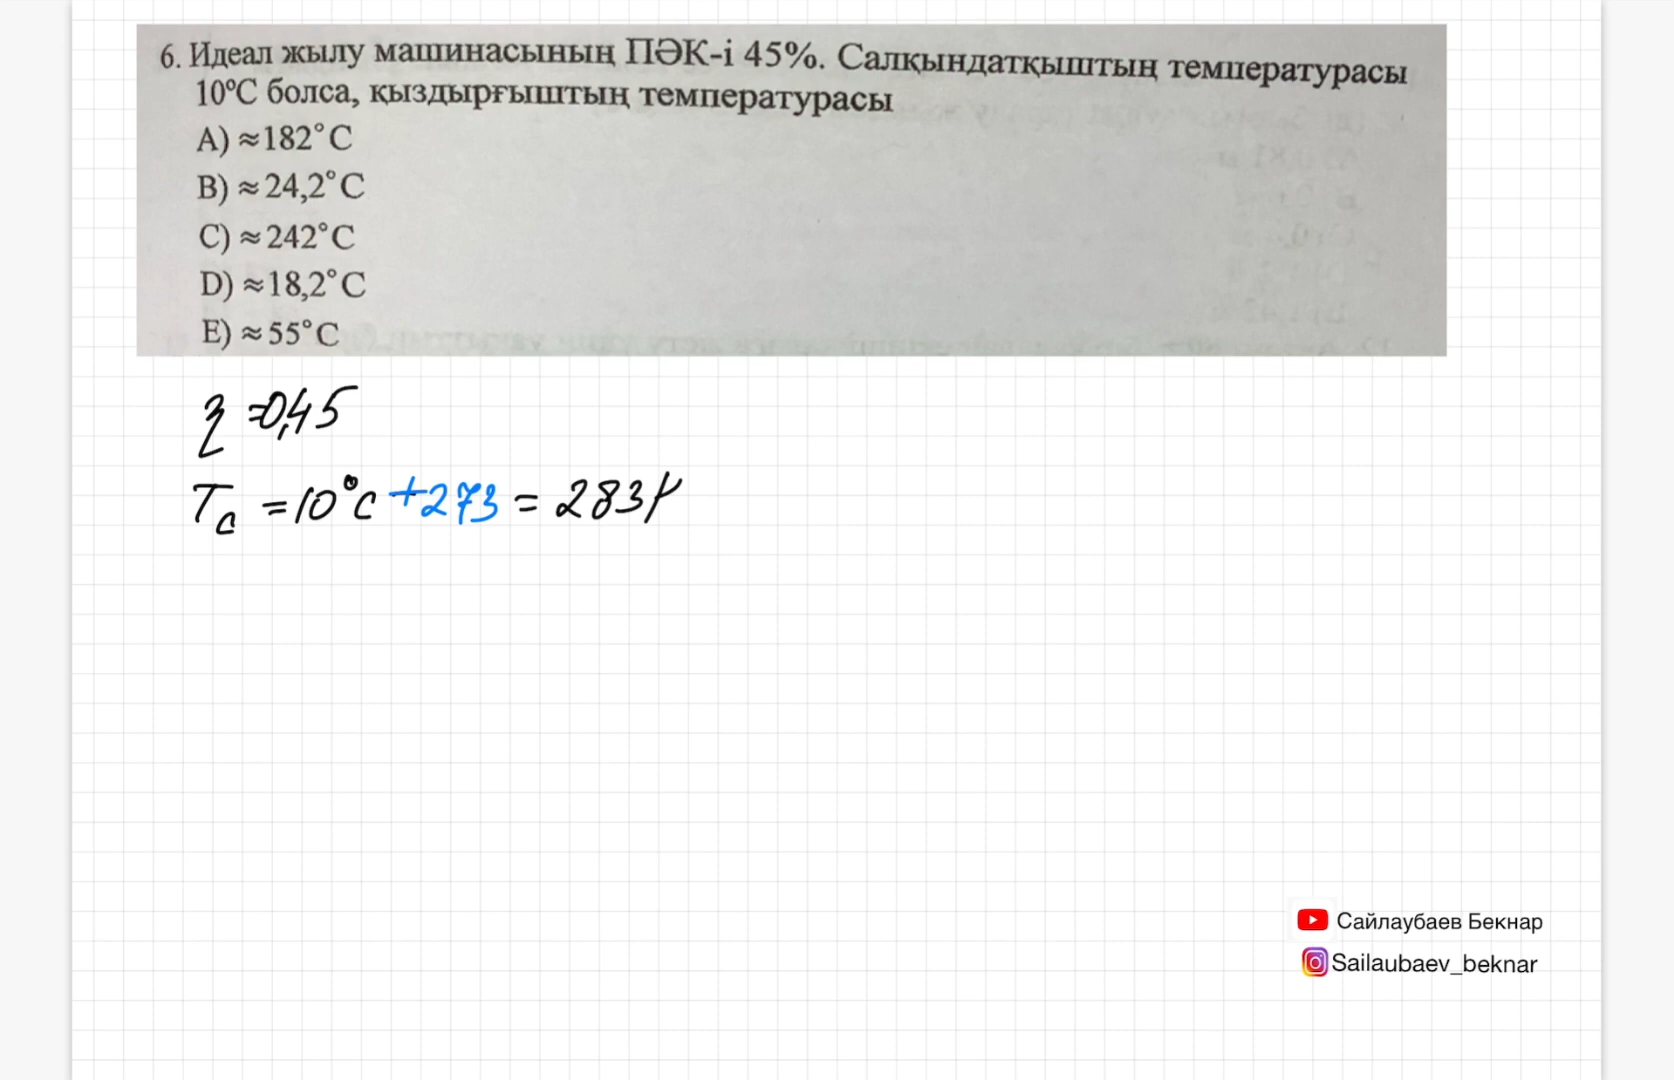 6. Идеал жылу машинасының ПӘК-і 45%. Салқындатқыштың температурасы
10°С болса, қыздырғыштың температурасы
A) ≈182°C
B) ≈24,2°C
C) ≈242°C
D) ≈18,2°C
E) ≈55°C
η=0,45
Tc = 10°C +273 = 283K
Сайлаубаев Бекнар
Sailaubaev_beknar